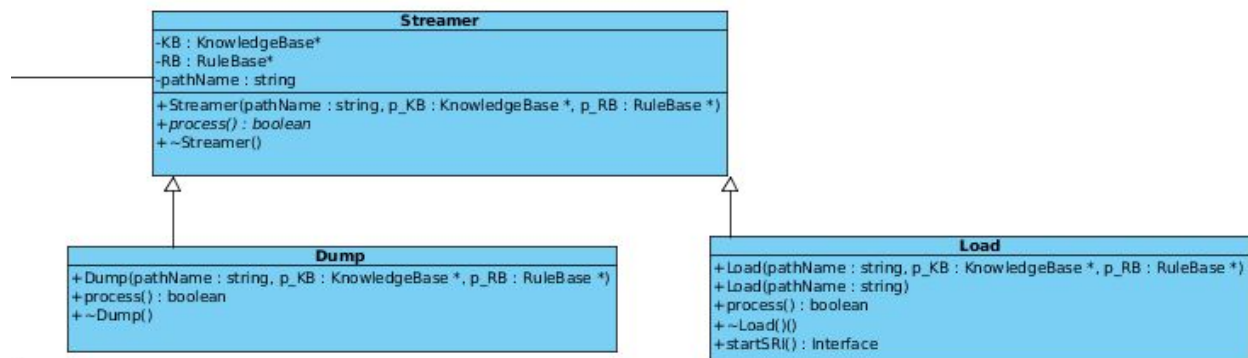 Streamer
-KB : KnowledgeBase*
-RB : RuleBase*
-pathName : string
+Streamer(pathName : string, p_KB : KnowledgeBase *, p_RB : RuleBase *)
+process() : boolean
+~Streamer()
Dump
+Dump(pathName : string, p_KB : KnowledgeBase *, p_RB : RuleBase *)
+process() : boolean
+~Dump()
Load
+Load(pathName : string, p_KB : KnowledgeBase *, p_RB : RuleBase *)
+Load(pathName : string)
+process() : boolean
+~Load()()
+startSRI() : Interface